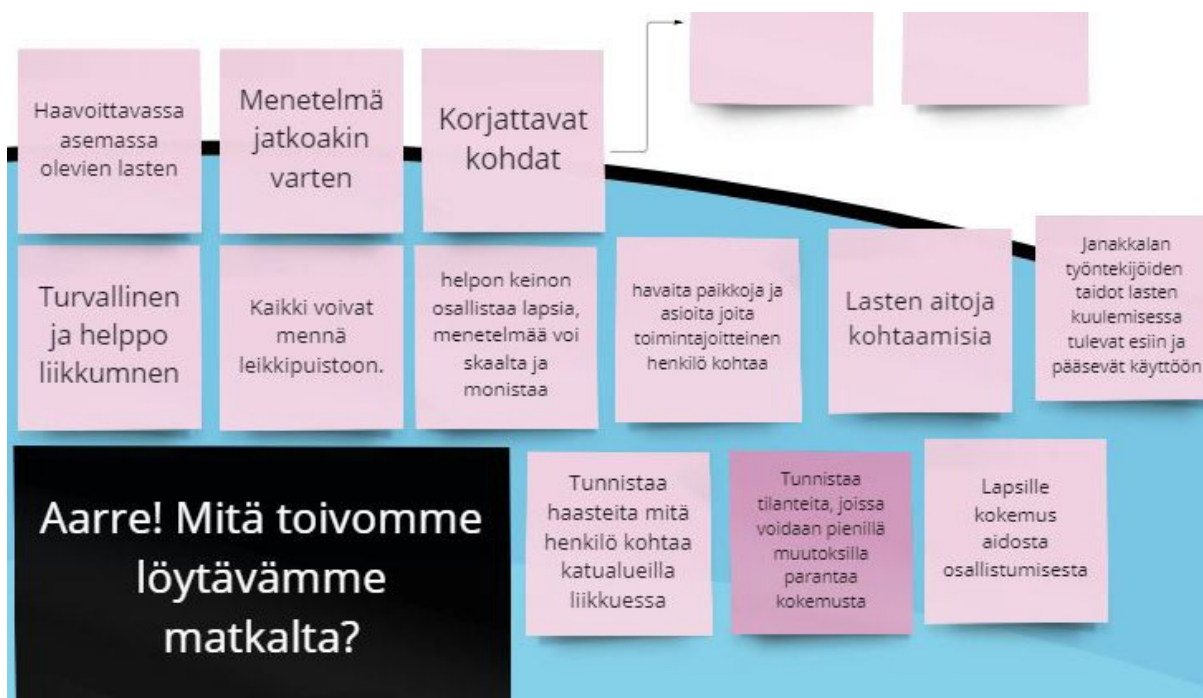 Haavoittavassa
asemassa
olevien lasten
Menetelmä
jatkoakin
varten
Korjattavat
kohdat
Turvallinen
ja helppo
liikkumnen
Kaikki voivat
mennä
leikkipuistoon.
helpon keinon
osallistaa lapsia,
menetelmää voi
skaalta ja
monistaa
havaita paikkoja ja
asioita joita
toimintajoitteinen
henkilö kohtaa
Lasten aitoja
kohtaamisia
Janakkalan
työntekijöiden
taidot lasten
kuulemisessa
tulevat esiin ja
pääsevät käyttöön
Aarre! Mitä toivomme
löytävämme
matkalta?
Tunnistaa
haasteita mitä
henkilö kohtaa
katualueilla
liikkuessa
Tunnistaa
tilanteita, joissa
voidaan pienillä
muutoksilla
parantaa
kokemusta
Lapsille
kokemus
aidosta
osallistumisesta